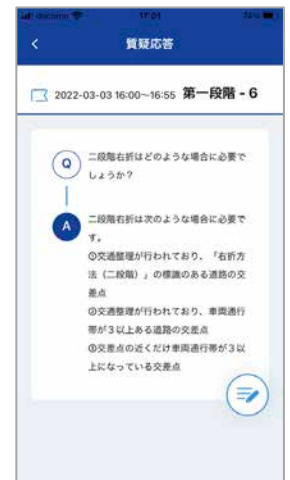 docomo 17:01
質疑応答
2022-03-03 16:00～16:55 第一段階 - 6
Q 二段階右折はどのような場合に必要で
しょうか？
A 二段階右折は次のような場合に必要で
す。
①交通整理が行われており、「右折方
法（二段階）」の標識のある道路の交
差点
②交通整理が行われており、車両通行
帯が３以上ある道路の交差点
③交差点の近くだけ車両通行帯が３以
上になっている交差点